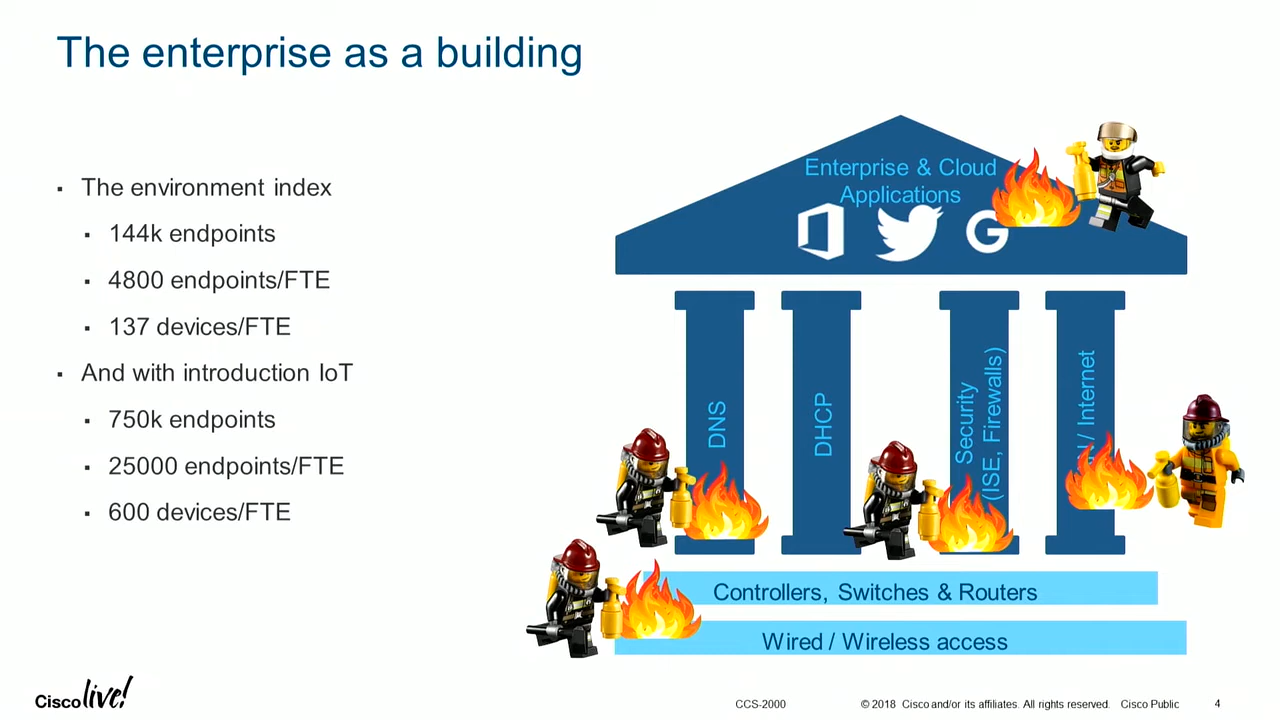 The enterprise as a building
▪ The environment index
▪ 144k endpoints
▪ 4800 endpoints/FTE
▪ 137 devices/FTE
▪ And with introduction IoT
▪ 750k endpoints
▪ 25000 endpoints/FTE
▪ 600 devices/FTE
Enterprise & Cloud
Applications
G
DNS
DHCP
Security
(ISE, Firewalls)
/ Internet
Controllers, Switches & Routers
Wired / Wireless access
Cisco live!
CCS-2000
© 2018 Cisco and/or its affiliates. All rights reserved. Cisco Public
4